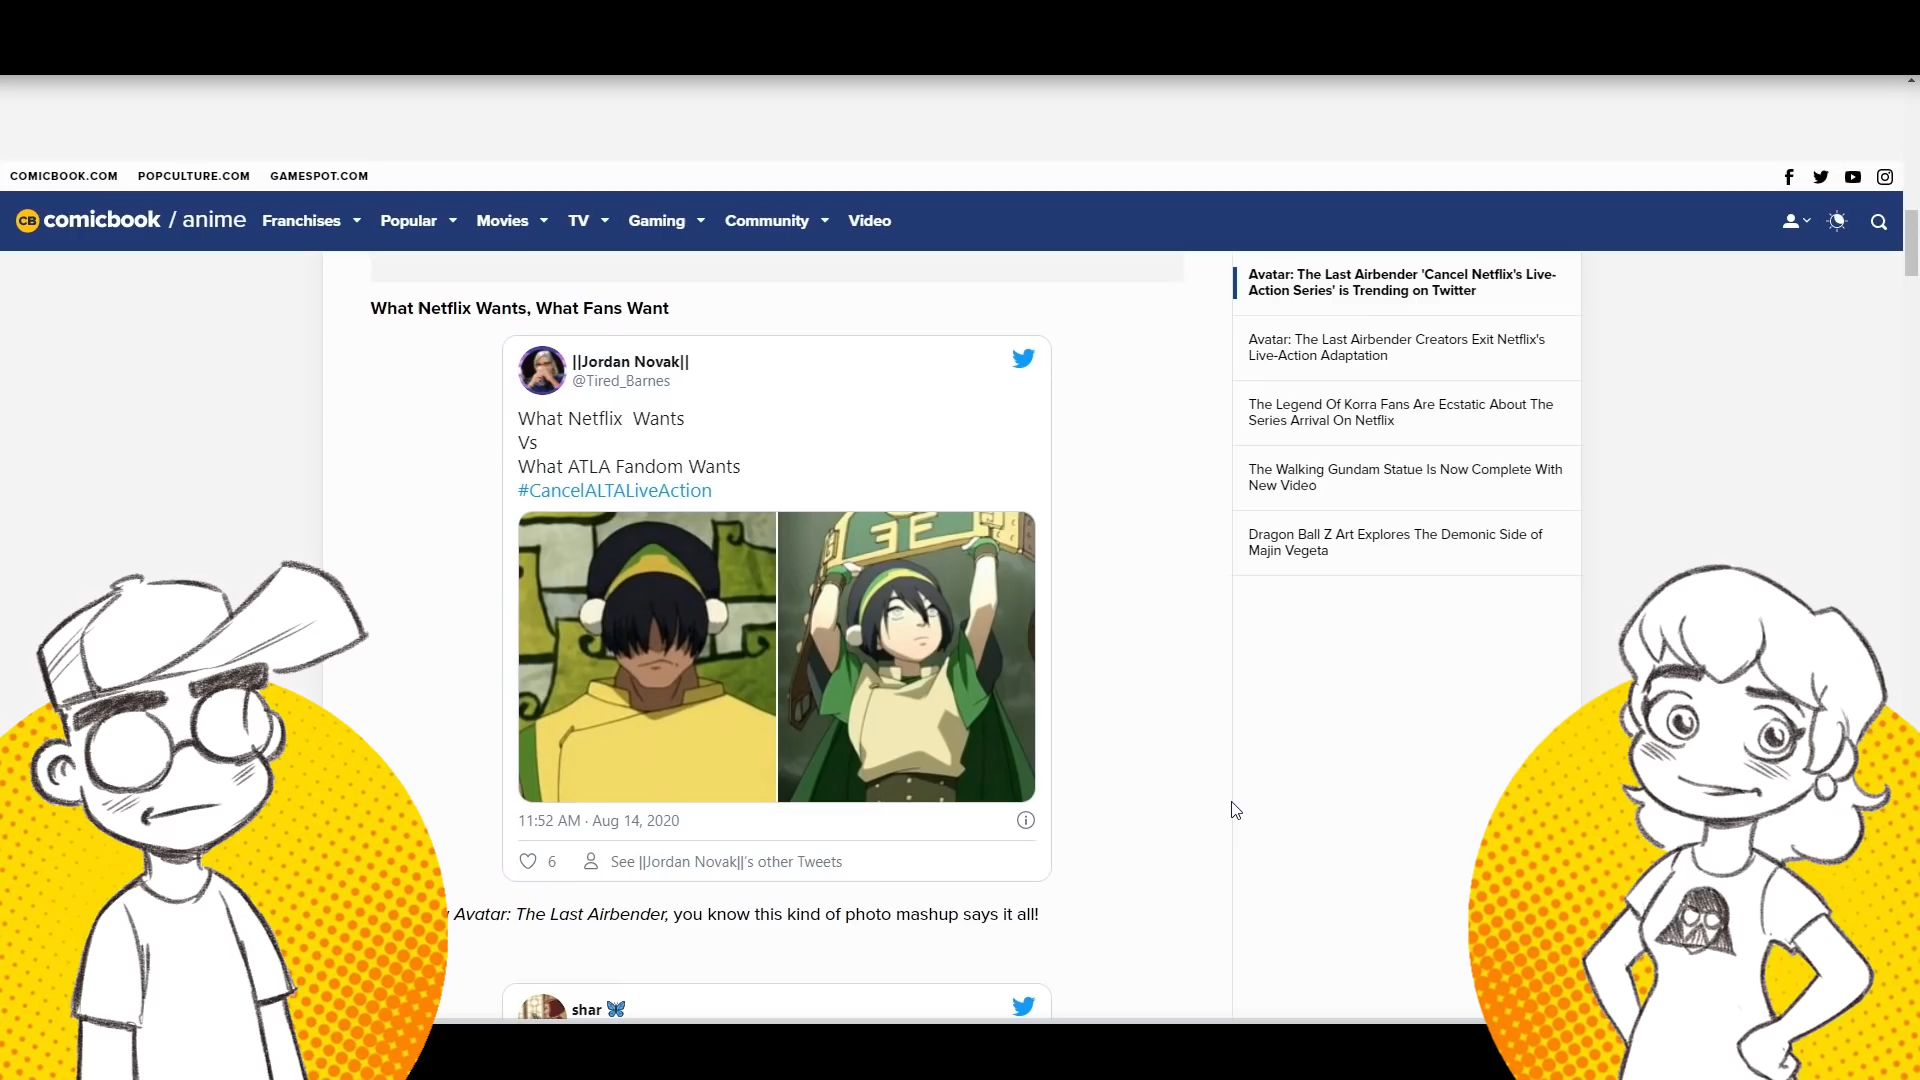 COMICBOOK.COM POPCULTURE.COM GAMESPOT.COM
CB comicbook / anime Franchises Popular Movies TV Gaming Community Video
What Netflix Wants, What Fans Want
||Jordan Novak||
@Tired_Barnes
What Netflix Wants
Vs
What ATLA Fandom Wants
#CancelALTALiveAction
11:52 AM · Aug 14, 2020
6 See ||Jordan Novak||'s other Tweets
Avatar: The Last Airbender, you know this kind of photo mashup says it all!
shar
Avatar: The Last Airbender 'Cancel Netflix's Live-
Action Series' is Trending on Twitter
Avatar: The Last Airbender Creators Exit Netflix's
Live-Action Adaptation
The Legend Of Korra Fans Are Ecstatic About The
Series Arrival On Netflix
The Walking Gundam Statue Is Now Complete With
New Video
Dragon Ball Z Art Explores The Demonic Side of
Majin Vegeta